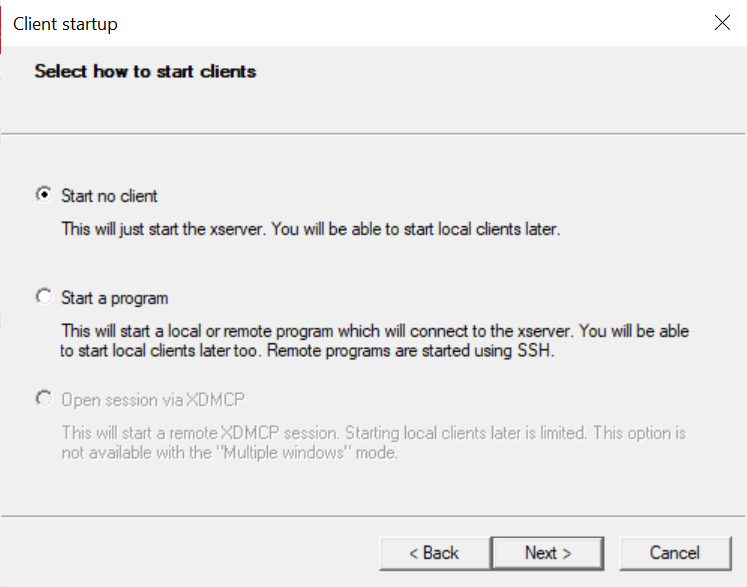 Client startup
Select how to start clients
Start no client
This will just start the xserver. You will be able to start local clients later.
Start a program
This will start a local or remote program which will connect to the xserver. You will be able
to start local clients later too. Remote programs are started using SSH.
Open session via XDMCP
This will start a remote XDMCP session. Starting local clients later is limited. This option is
not available with the "Multiple windows" mode.
< Back Next > Cancel